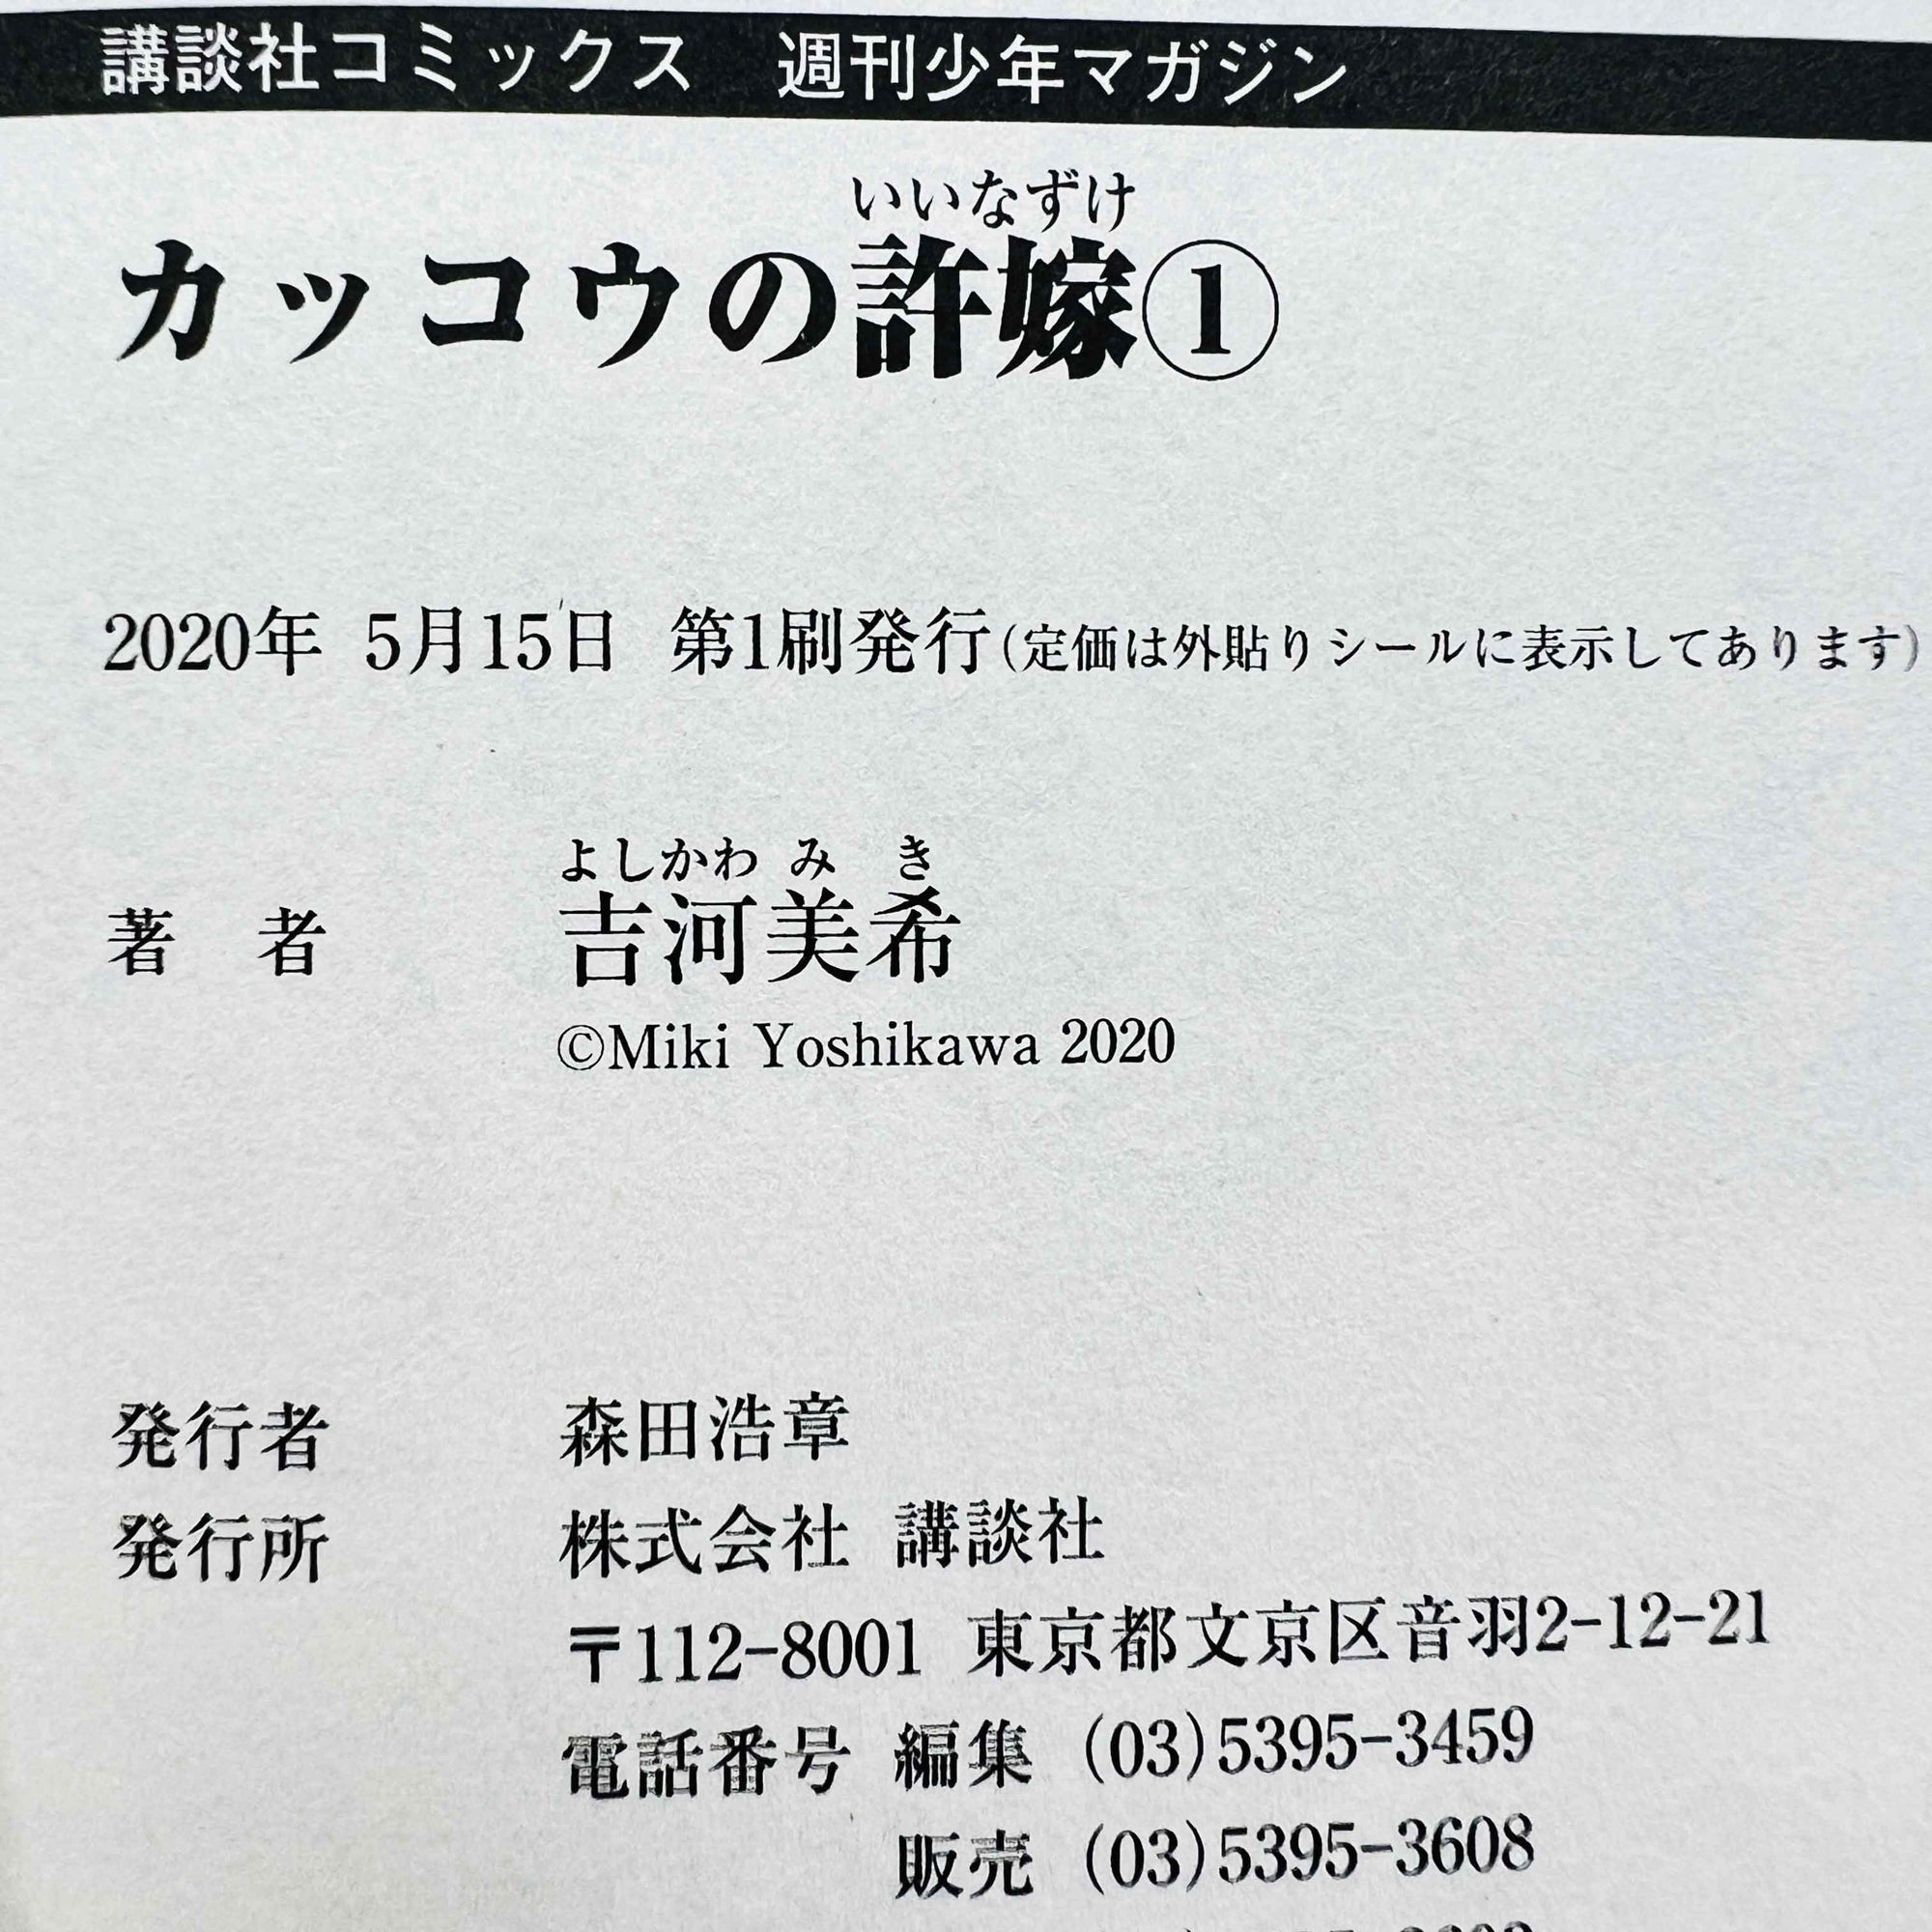 講談社コミックス 週刊少年マガジン
いいなずけ
カッコウの許嫁①
2020年 5月15日 第1刷発行(定価は外貼りシールに表示してあります)
よしかわ み き
著 者 吉河美希
©Miki Yoshikawa 2020
発行者 森田浩章
発行所 株式会社 講談社
〒112-8001 東京都文京区音羽2-12-21
電話番号 編集 (03)5395-3459
販売 (03)5395-3608